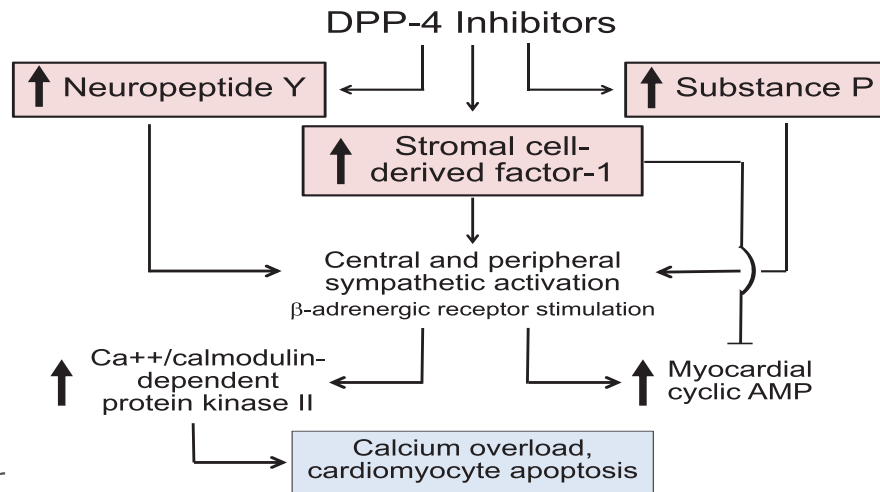 DPP-4 Inhibitors
Neuropeptide Y
Substance P
Stromal cell-
derived factor-1
Central and peripheral
sympathetic activation
β-adrenergic receptor stimulation
Ca++/calmodulin-
dependent
protein kinase II
Myocardial
cyclic AMP
Calcium overload,
cardiomyocyte apoptosis